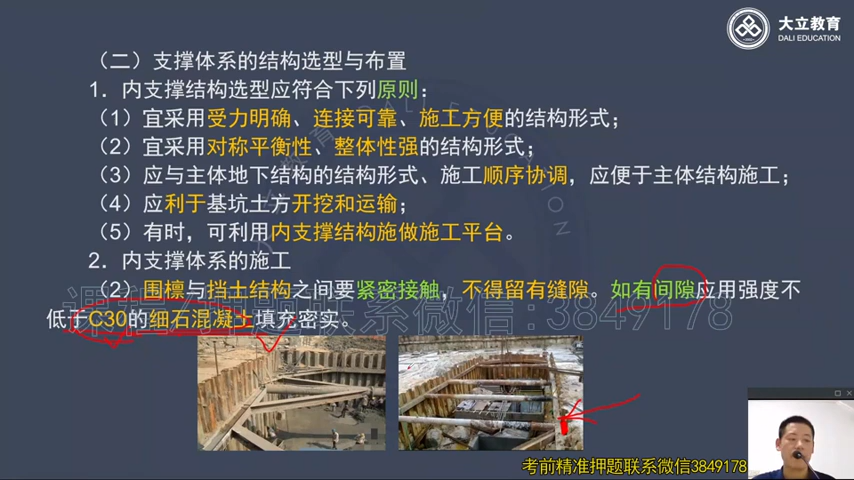 大立教育
DALI EDUCATION
（二）支撑体系的结构选型与布置
1．内支撑结构选型应符合下列原则：
（1）宜采用受力明确、连接可靠、施工方便的结构形式；
（2）宜采用对称平衡性、整体性强的结构形式；
（3）应与主体地下结构的结构形式、施工顺序协调，应便于主体结构施工；
（4）应利于基坑土方开挖和运输；
（5）有时，可利用内支撑结构施做施工平台。
2．内支撑体系的施工
（2）围檩与挡土结构之间要紧密接触，不得留有缝隙。如有间隙应用强度不
低于C30的细石混凝土填充密实。
联系微信:3849178
考前精准押题联系微信3849178